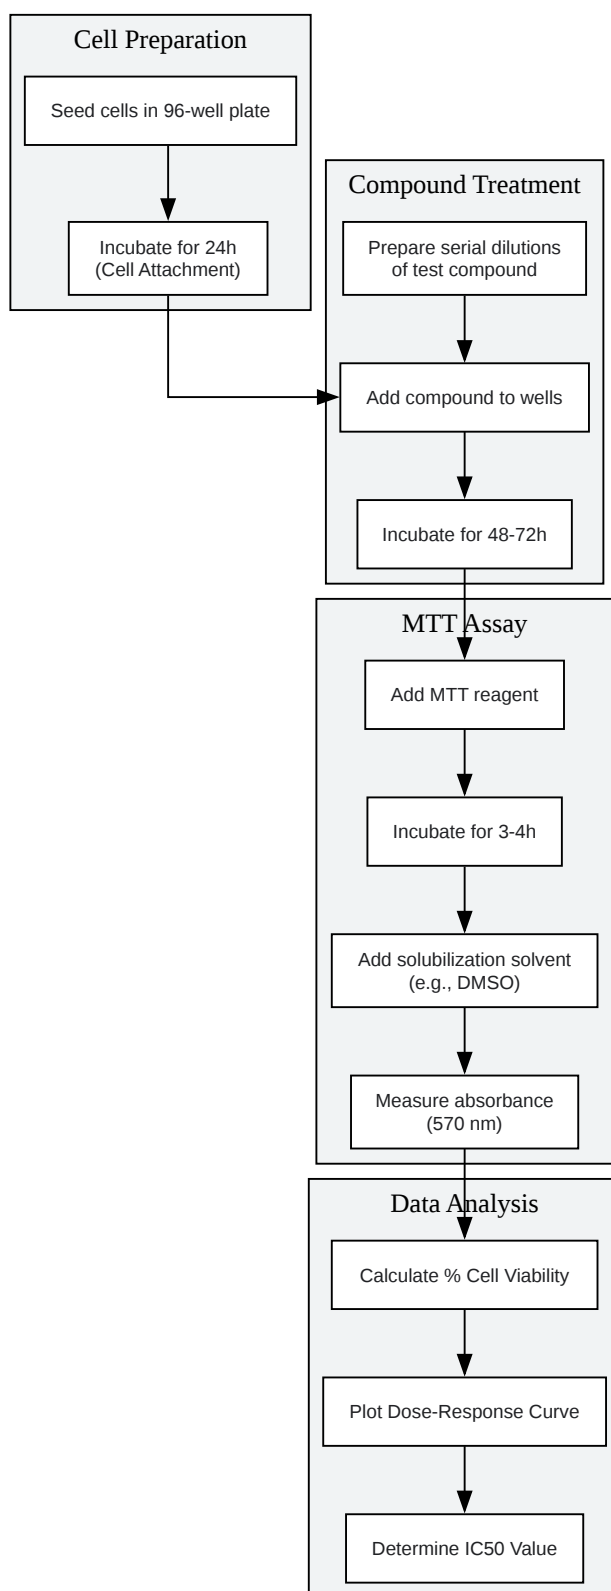 Cell Preparation
Seed cells in 96-well plate
Incubate for 24h
(Cell Attachment)
Compound Treatment
Prepare serial dilutions
of test compound
Add compound to wells
Incubate for 48-72h
MTT Assay
Add MTT reagent
Incubate for 3-4h
Add solubilization solvent
(e.g., DMSO)
Measure absorbance
(570 nm)
Data Analysis
Calculate % Cell Viability
Plot Dose-Response Curve
Determine IC50 Value